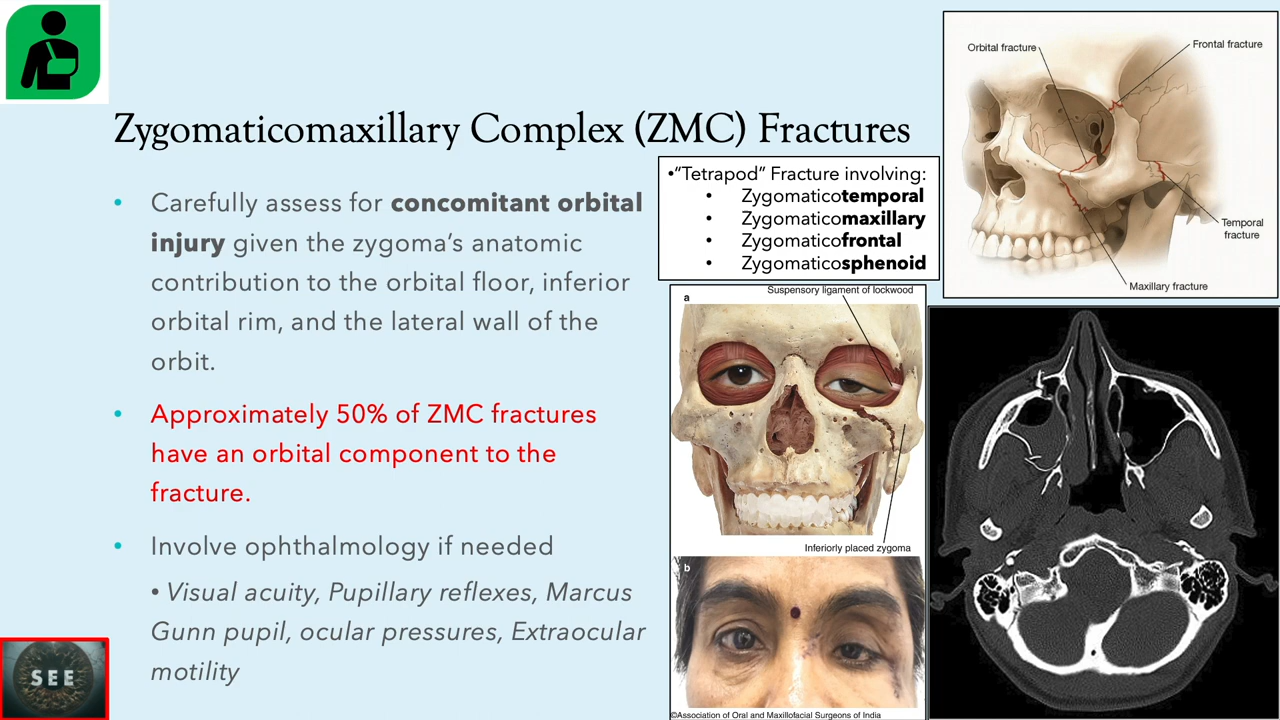 Zygomaticomaxillary Complex (ZMC) Fractures
• Carefully assess for concomitant orbital
injury given the zygoma’s anatomic
contribution to the orbital floor, inferior
orbital rim, and the lateral wall of the
orbit.
• Approximately 50% of ZMC fractures
have an orbital component to the
fracture.
• Involve ophthalmology if needed
• Visual acuity, Pupillary reflexes, Marcus
Gunn pupil, ocular pressures, Extraocular
motility
SEE
•“Tetrapod” Fracture involving:
• Zygomaticotemporal
• Zygomaticomaxillary
• Zygomaticofrontal
• Zygomaticosphenoid
Orbital fracture
Frontal fracture
Temporal
fracture
Maxillary fracture
Suspensory ligament of lockwood
a
Inferiorly placed zygoma
b
©Association of Oral and Maxillofacial Surgeons of India